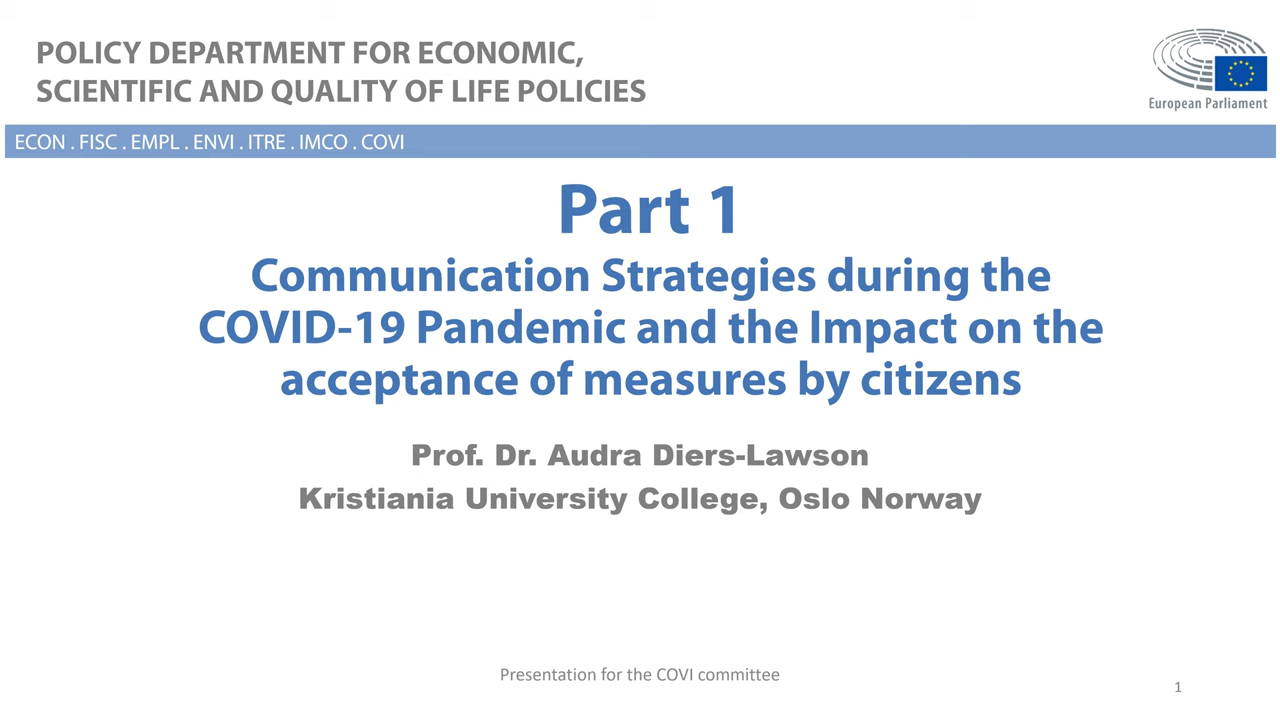 POLICY DEPARTMENT FOR ECONOMIC,
SCIENTIFIC AND QUALITY OF LIFE POLICIES
European Parliament
ECON . FISC . EMPL . ENVI . ITRE . IMCO . COVI
Part 1
Communication Strategies during the
COVID-19 Pandemic and the Impact on the
acceptance of measures by citizens
Prof. Dr. Audra Diers-Lawson
Kristiania University College, Oslo Norway
Presentation for the COVI committee
1